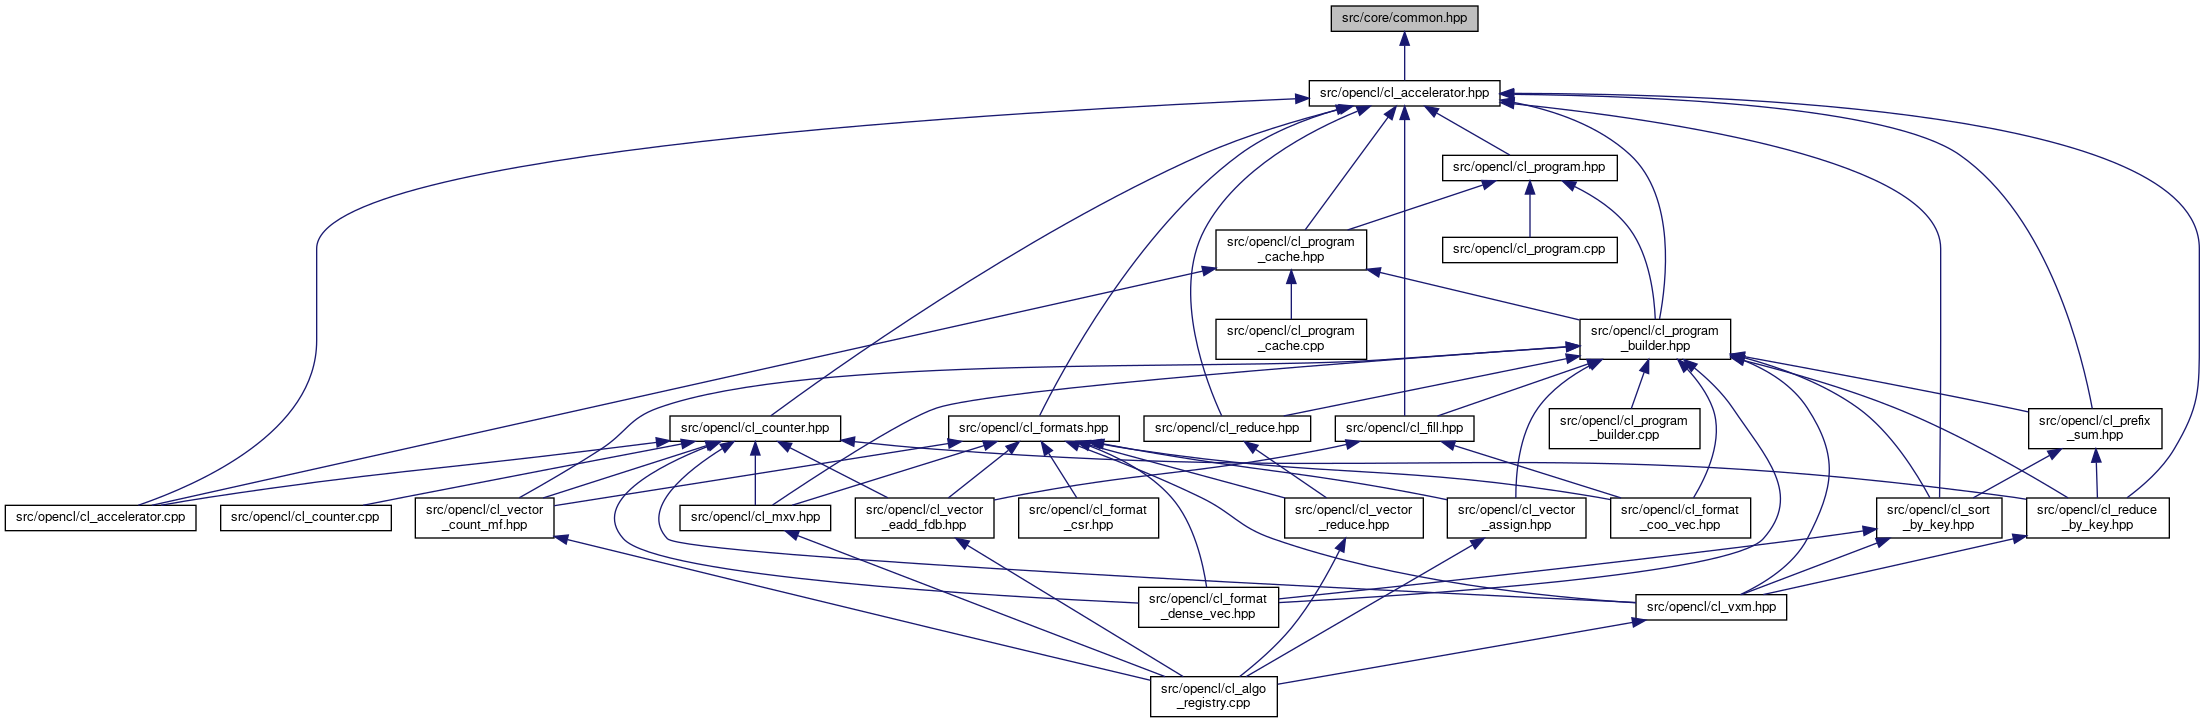 src/core/common.hpp
src/opencl/cl_accelerator.hpp
src/opencl/cl_program.hpp
src/opencl/cl_program
_cache.hpp
src/opencl/cl_program.cpp
src/opencl/cl_program
_cache.cpp
src/opencl/cl_program
_builder.hpp
src/opencl/cl_counter.hpp
src/opencl/cl_formats.hpp
src/opencl/cl_reduce.hpp
src/opencl/cl_fill.hpp
src/opencl/cl_program
_builder.cpp
src/opencl/cl_prefix
_sum.hpp
src/opencl/cl_accelerator.cpp
src/opencl/cl_counter.cpp
src/opencl/cl_vector
_count_mf.hpp
src/opencl/cl_mxv.hpp
src/opencl/cl_vector
_eadd_fdb.hpp
src/opencl/cl_format
_csr.hpp
src/opencl/cl_vector
_reduce.hpp
src/opencl/cl_vector
_assign.hpp
src/opencl/cl_format
_coo_vec.hpp
src/opencl/cl_sort
_by_key.hpp
src/opencl/cl_reduce
_by_key.hpp
src/opencl/cl_format
_dense_vec.hpp
src/opencl/cl_vxm.hpp
src/opencl/cl_algo
_registry.cpp